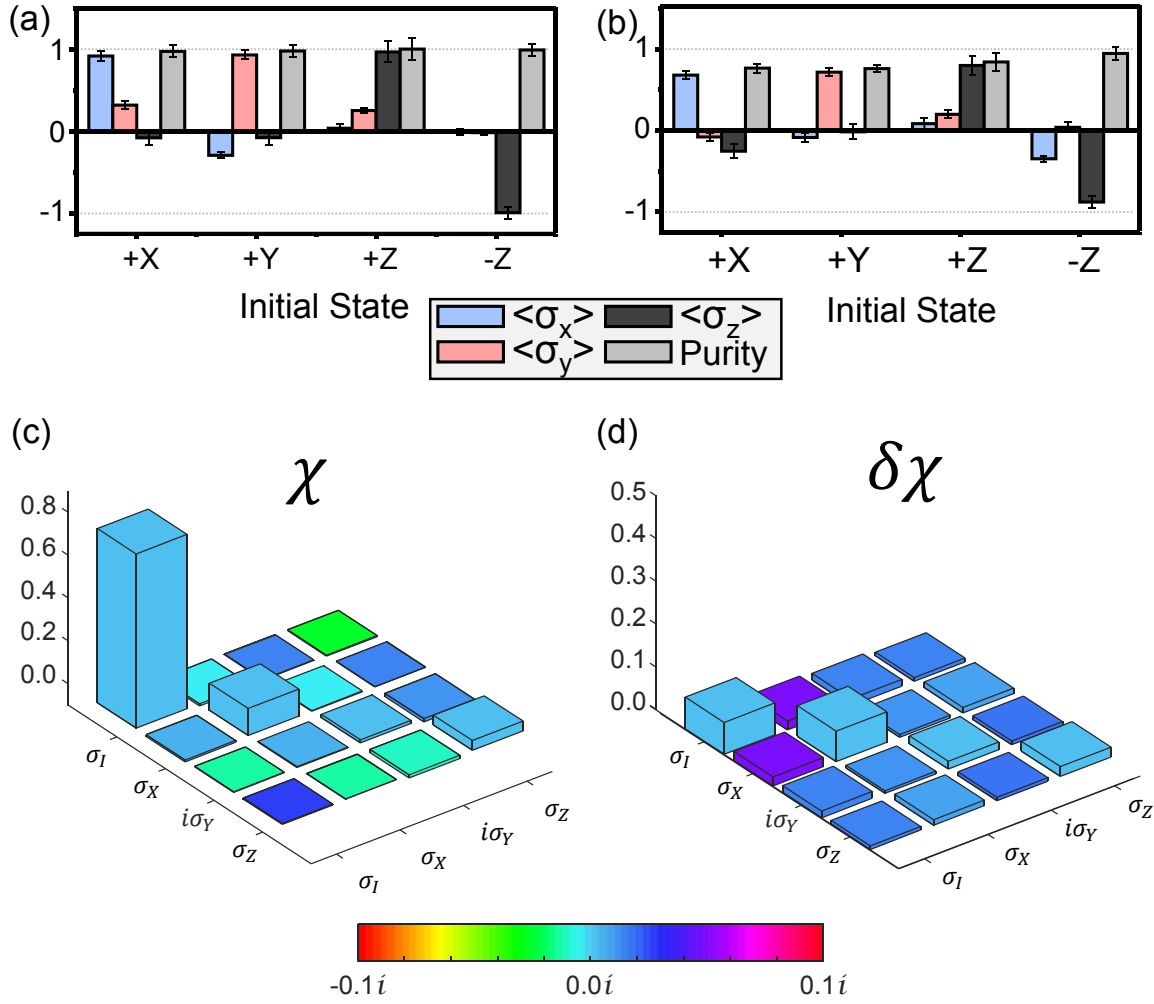 (a)
1
0
-1
+X +Y +Z -Z
Initial State
(b)
1
0
-1
+X +Y +Z -Z
Initial State
<σx> <σz>
<σy> Purity
(c)
χ
0.8
0.6
0.4
0.2
0.0
σI
σX
iσY
σZ
σI
σX
iσY
σZ
(d)
δχ
0.5
0.4
0.3
0.2
0.1
0.0
σI
σX
iσY
σZ
σI
σX
iσY
σZ
-0.1i 0.0i 0.1i